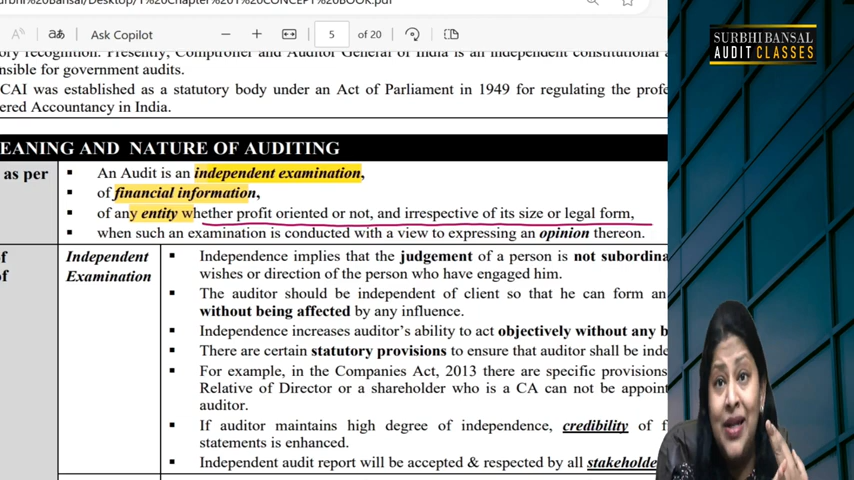 Desktop
CONCEPT BOOK.pdf
Ask Copilot
5 of 20
SURBHI BANSAL
AUDIT CLASSES
ory recognition. Presently, Comptroller and Auditor General of India is an independent constitutional
nsible for government audits.
CAI was established as a statutory body under an Act of Parliament in 1949 for regulating the profe
ered Accountancy in India.
EANING AND NATURE OF AUDITING
as per
▪ An Audit is an independent examination,
▪ of financial information,
▪ of any entity whether profit oriented or not, and irrespective of its size or legal form,
▪ when such an examination is conducted with a view to expressing an opinion thereon.
of
of
Independent
Examination
▪ Independence implies that the judgement of a person is not subordina
wishes or direction of the person who have engaged him.
▪ The auditor should be independent of client so that he can form an
without being affected by any influence.
▪ Independence increases auditor's ability to act objectively without any b
▪ There are certain statutory provisions to ensure that auditor shall be inde
▪ For example, in the Companies Act, 2013 there are specific provisions
Relative of Director or a shareholder who is a CA can not be appoint
auditor.
▪ If auditor maintains high degree of independence, credibility of f
statements is enhanced.
▪ Independent audit report will be accepted & respected by all stakeholde